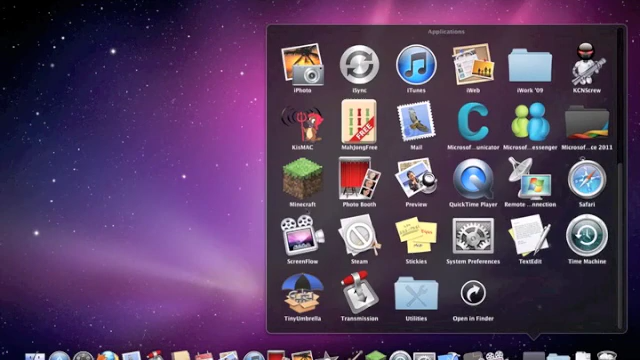 Applications
iPhoto iSync iTunes iWeb iWork '09 KCNScrew
KisMAC MahJongFree Mail Microsof...unicator Microsof...essenger Microsof...ce 2011
FREE
Minecraft Photo Booth Preview QuickTime Player Remote ...nnection Safari
ScreenFlow Steam Stickies System Preferences TextEdit Time Machine
TinyUmbrella Transmission Utilities Open in Finder